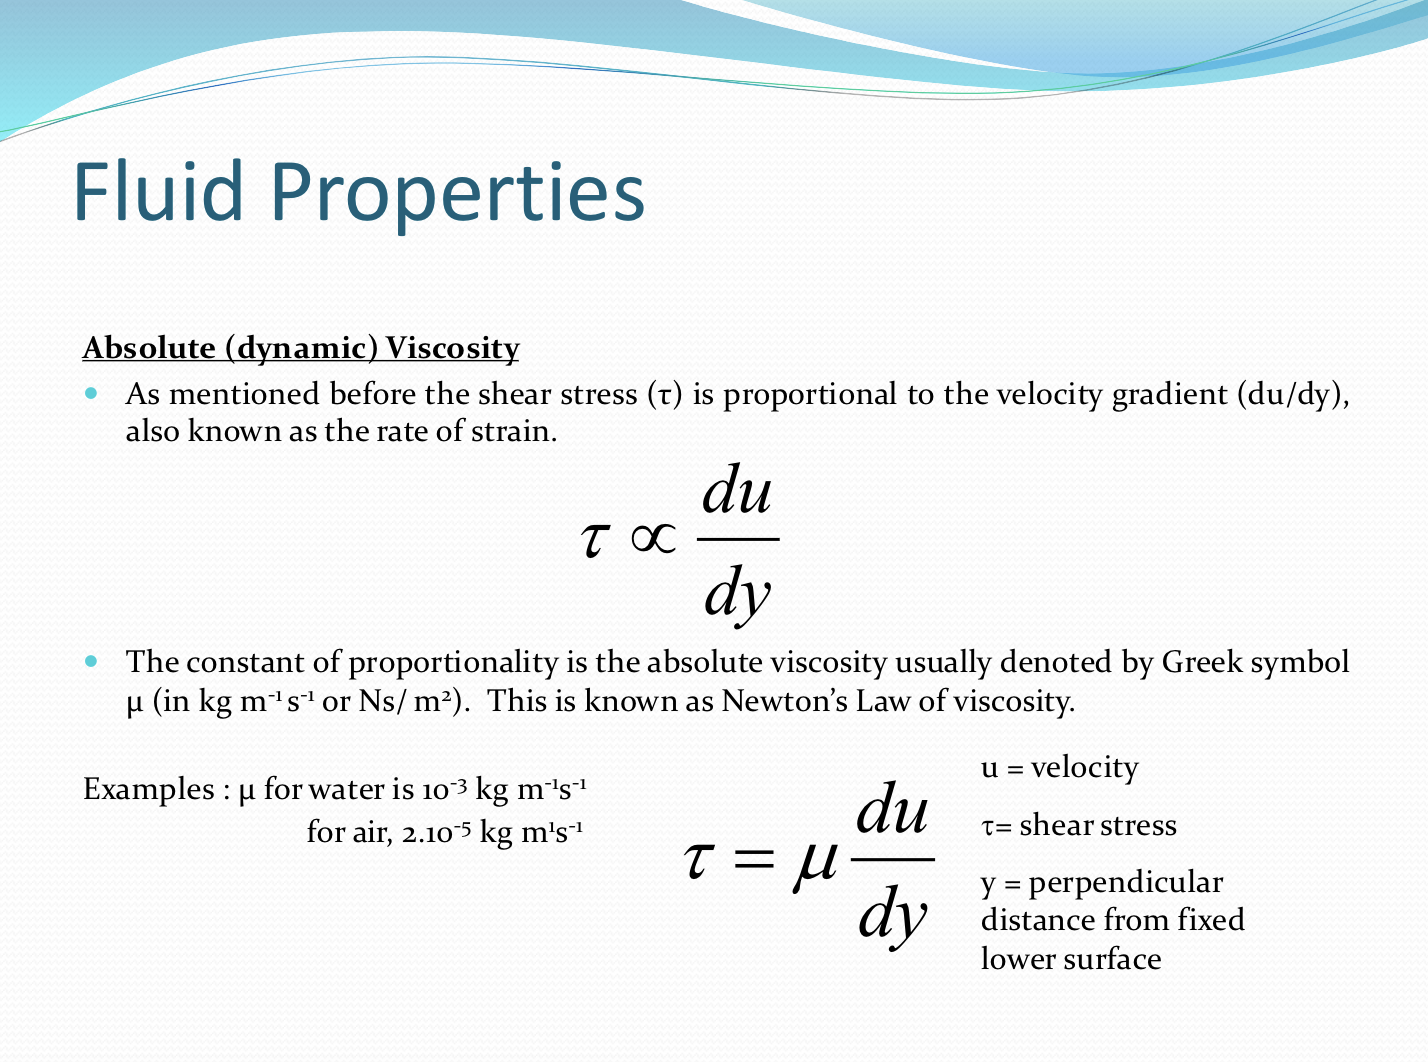 Fluid Properties
Absolute (dynamic) Viscosity
• As mentioned before the shear stress (τ) is proportional to the velocity gradient (du/dy),
also known as the rate of strain.
τ ∝ du/dy
• The constant of proportionality is the absolute viscosity usually denoted by Greek symbol
μ (in kg m⁻¹ s⁻¹ or Ns/ m²). This is known as Newton’s Law of viscosity.
Examples : μ for water is 10⁻³ kg m⁻¹s⁻¹
for air, 2.10⁻⁵ kg m¹s⁻¹
τ = μ du/dy
u = velocity
τ= shear stress
y = perpendicular
distance from fixed
lower surface